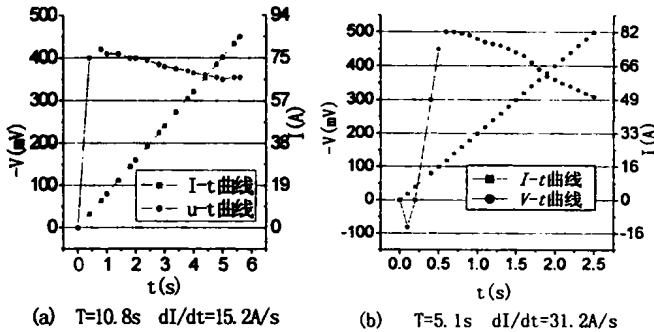 -V(mV)
500
400
300
200
100
0
0 1 2 3 4 5 6
t(s)
94
75
57
38
19
0
I(A)
I-t曲线
u-t曲线
(a) T=10.8s dI/dt=15.2A/s
-V(mV)
500
400
300
200
100
0
-100
0.0 0.5 1.0 1.5 2.0 2.5
t(s)
82
66
49
33
16
0
-16
I(A)
I-t曲线
V-t曲线
(b) T=5.1s dI/dt=31.2A/s